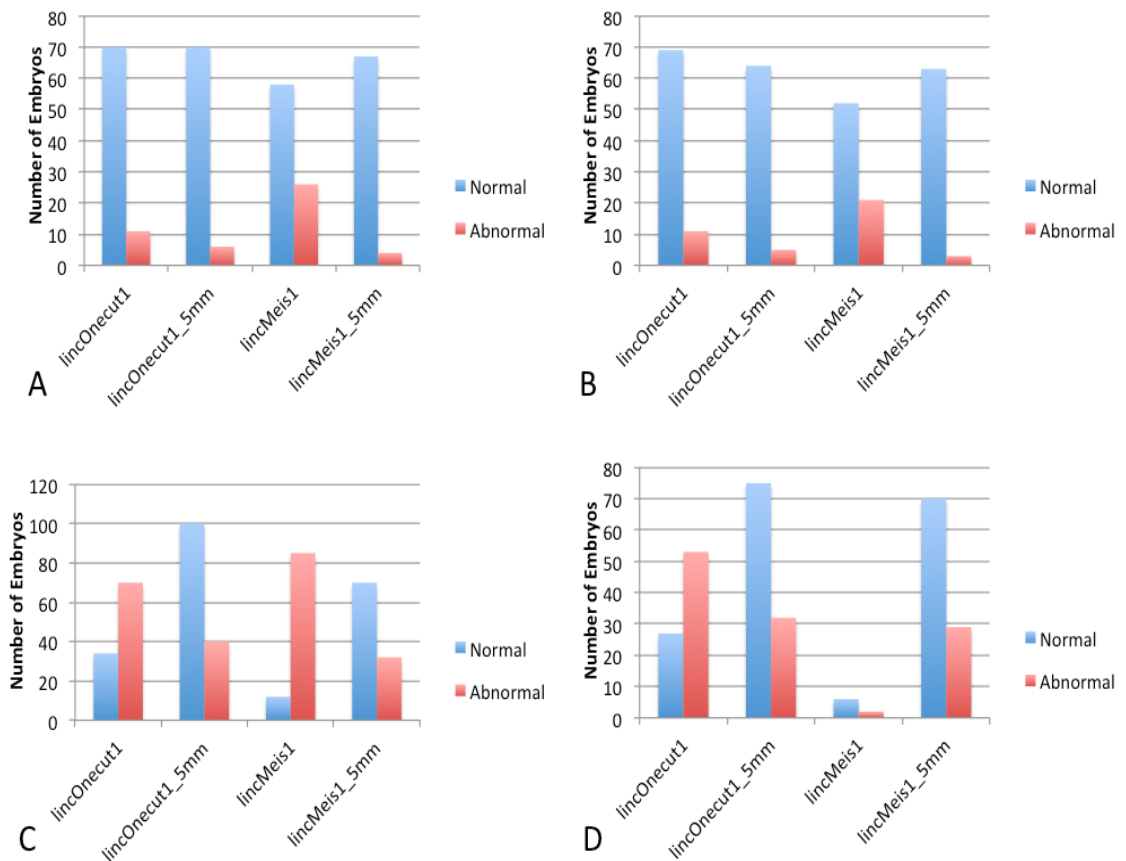 80
70
60
50
40
30
20
10
0
Number of Embryos
lincOnecut1
lincOnecut1_5mm
lincMeis1
lincMeis1_5mm
Normal
Abnormal
A
80
70
60
50
40
30
20
10
0
Number of Embryos
lincOnecut1
lincOnecut1_5mm
lincMeis1
lincMeis1_5mm
Normal
Abnormal
B
120
100
80
60
40
20
0
Number of Embryos
lincOnecut1
lincOnecut1_5mm
lincMeis1
lincMeis1_5mm
Normal
Abnormal
C
80
70
60
50
40
30
20
10
0
Number of Embryos
lincOnecut1
lincOnecut1_5mm
lincMeis1
lincMeis1_5mm
Normal
Abnormal
D